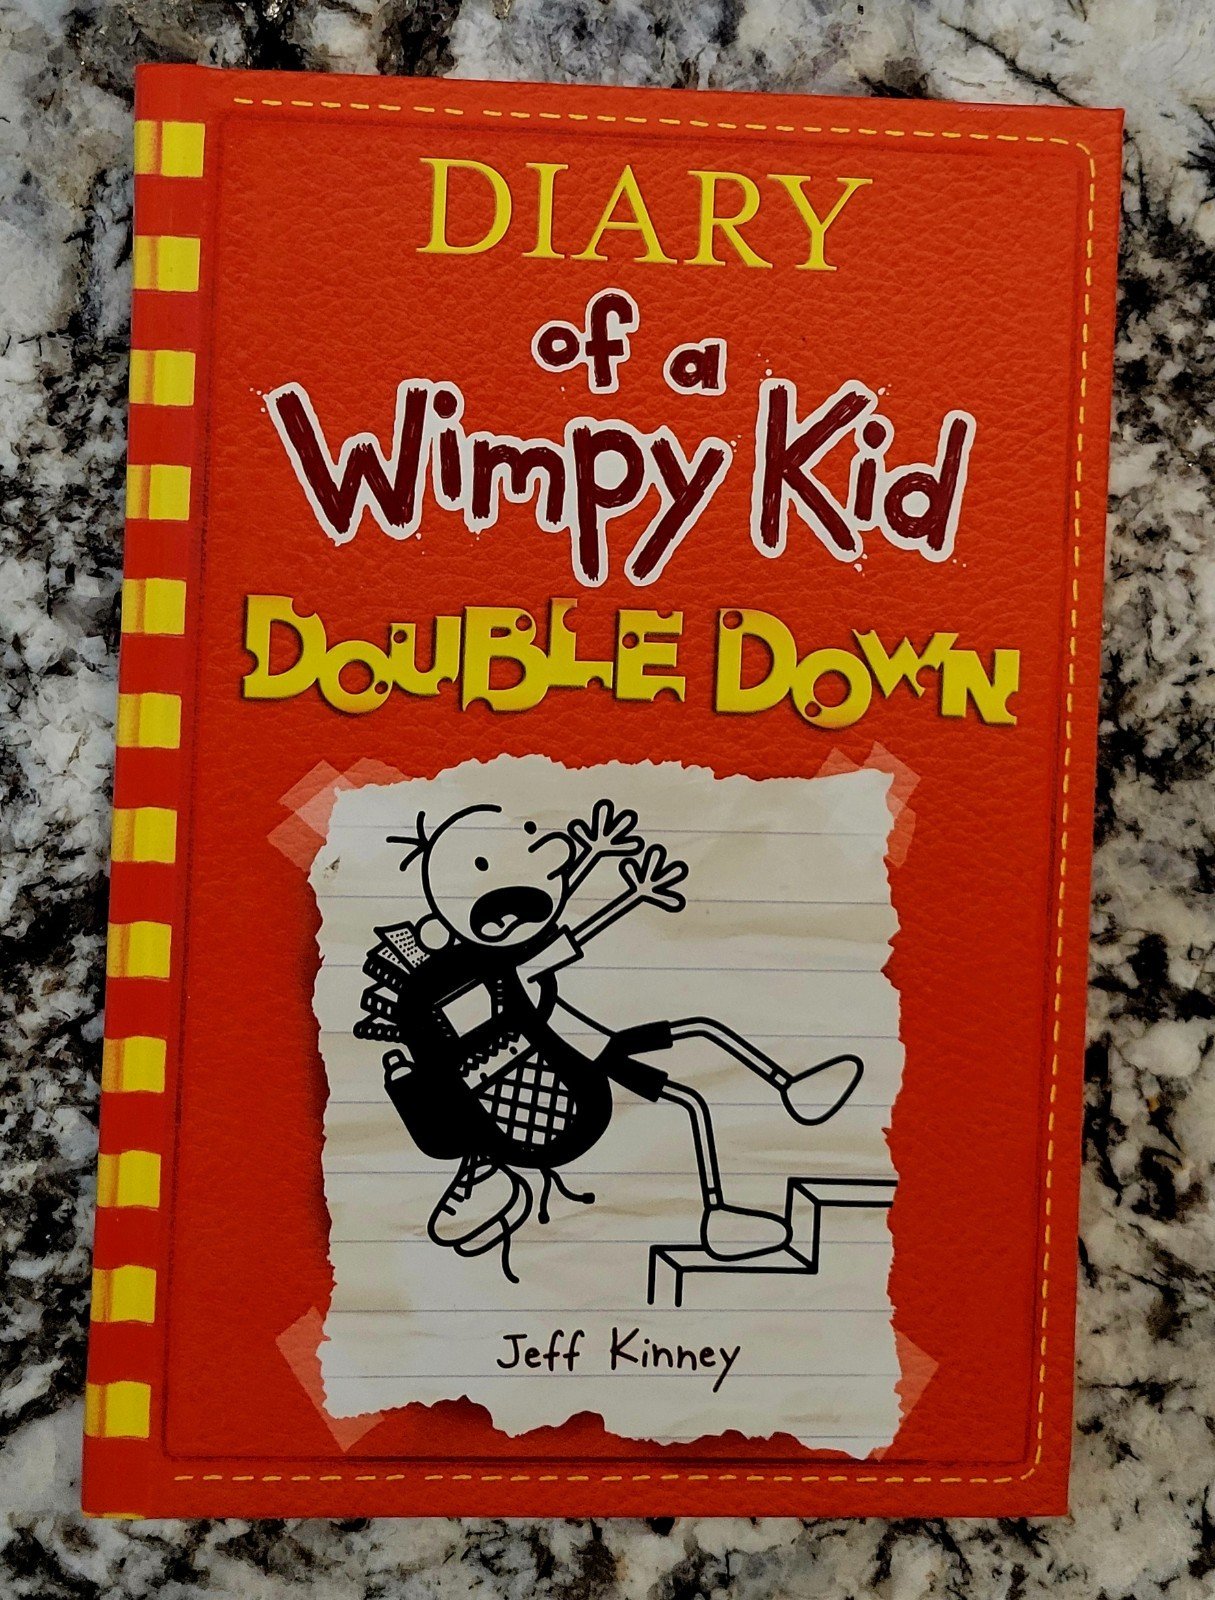 DIARY
of a
Wimpy Kid
DOUBLE DOWN
Jeff Kinney